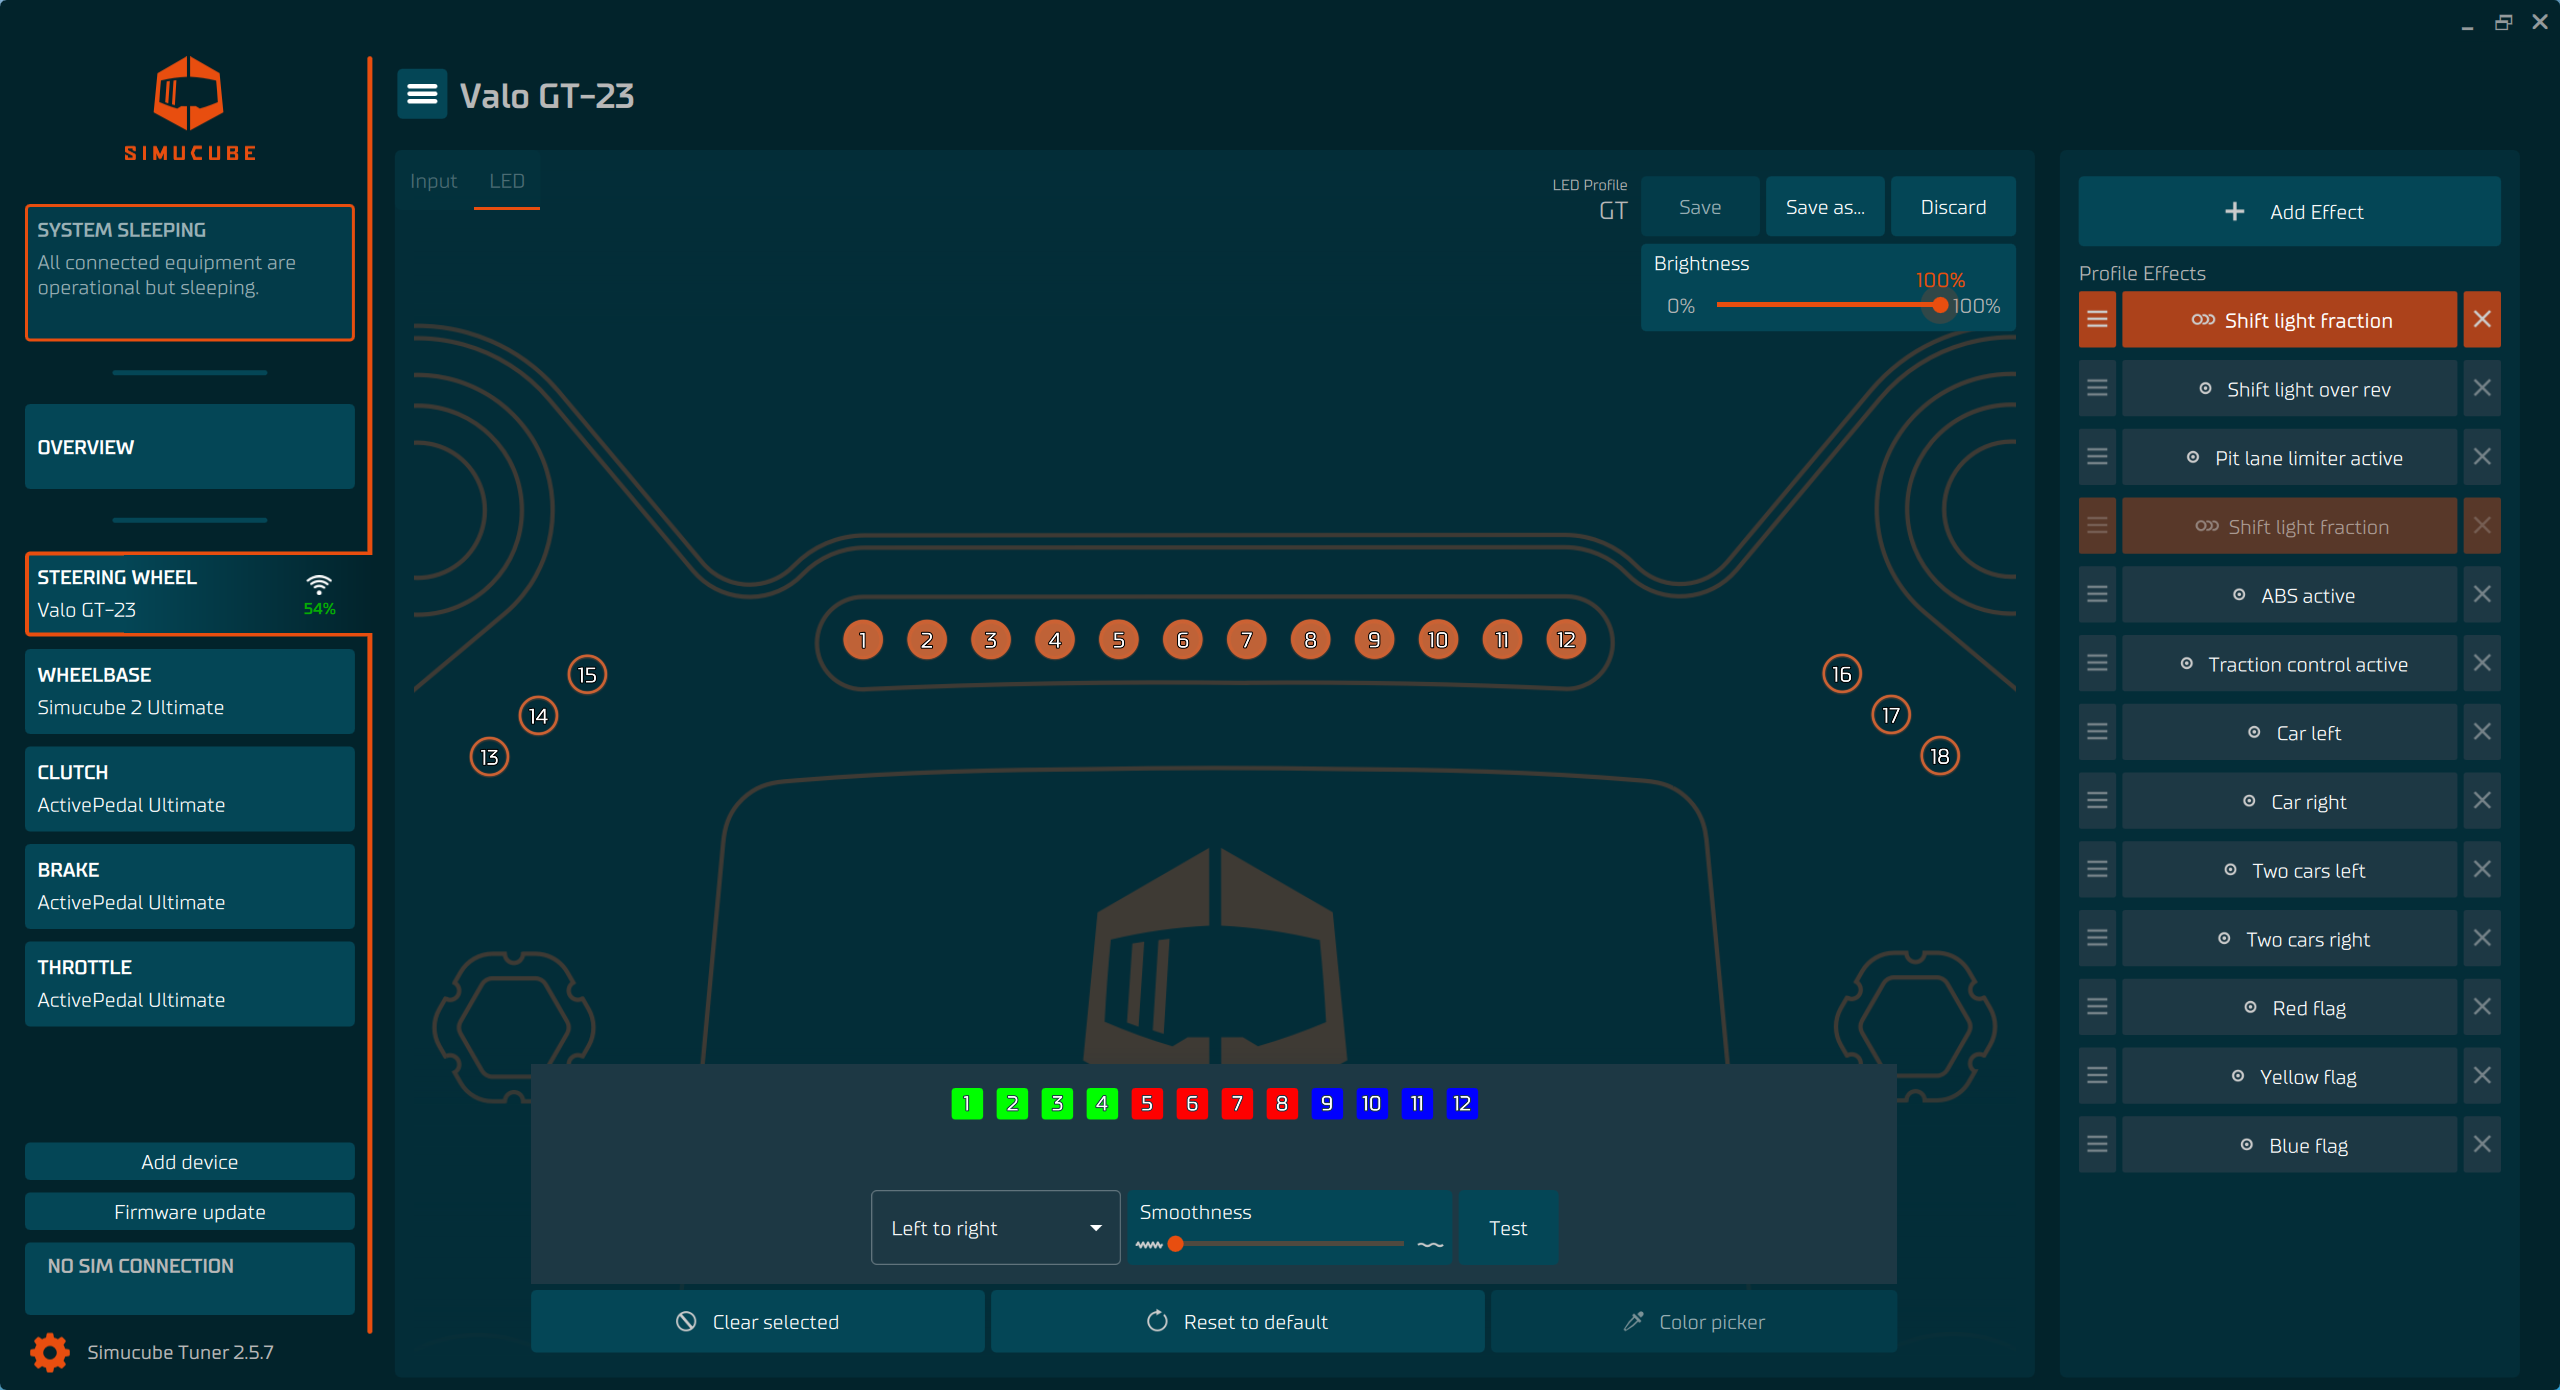 SIMUCUBE
SYSTEM SLEEPING
All connected equipment are
operational but sleeping.
OVERVIEW
STEERING WHEEL
Valo GT-23
54%
WHEELBASE
Simucube 2 Ultimate
CLUTCH
ActivePedal Ultimate
BRAKE
ActivePedal Ultimate
THROTTLE
ActivePedal Ultimate
Add device
Firmware update
NO SIM CONNECTION
Simucube Tuner 2.5.7
Valo GT-23
Input LED
LED Profile
GT
Save Save as... Discard
Brightness
100%
0% 100%
1 2 3 4 5 6 7 8 9 10 11 12
15
14
13
16
17
18
1 2 3 4 5 6 7 8 9 10 11 12
Left to right
Smoothness
Test
Clear selected
Reset to default
Color picker
Add Effect
Profile Effects
Shift light fraction
Shift light over rev
Pit lane limiter active
Shift light fraction
ABS active
Traction control active
Car left
Car right
Two cars left
Two cars right
Red flag
Yellow flag
Blue flag